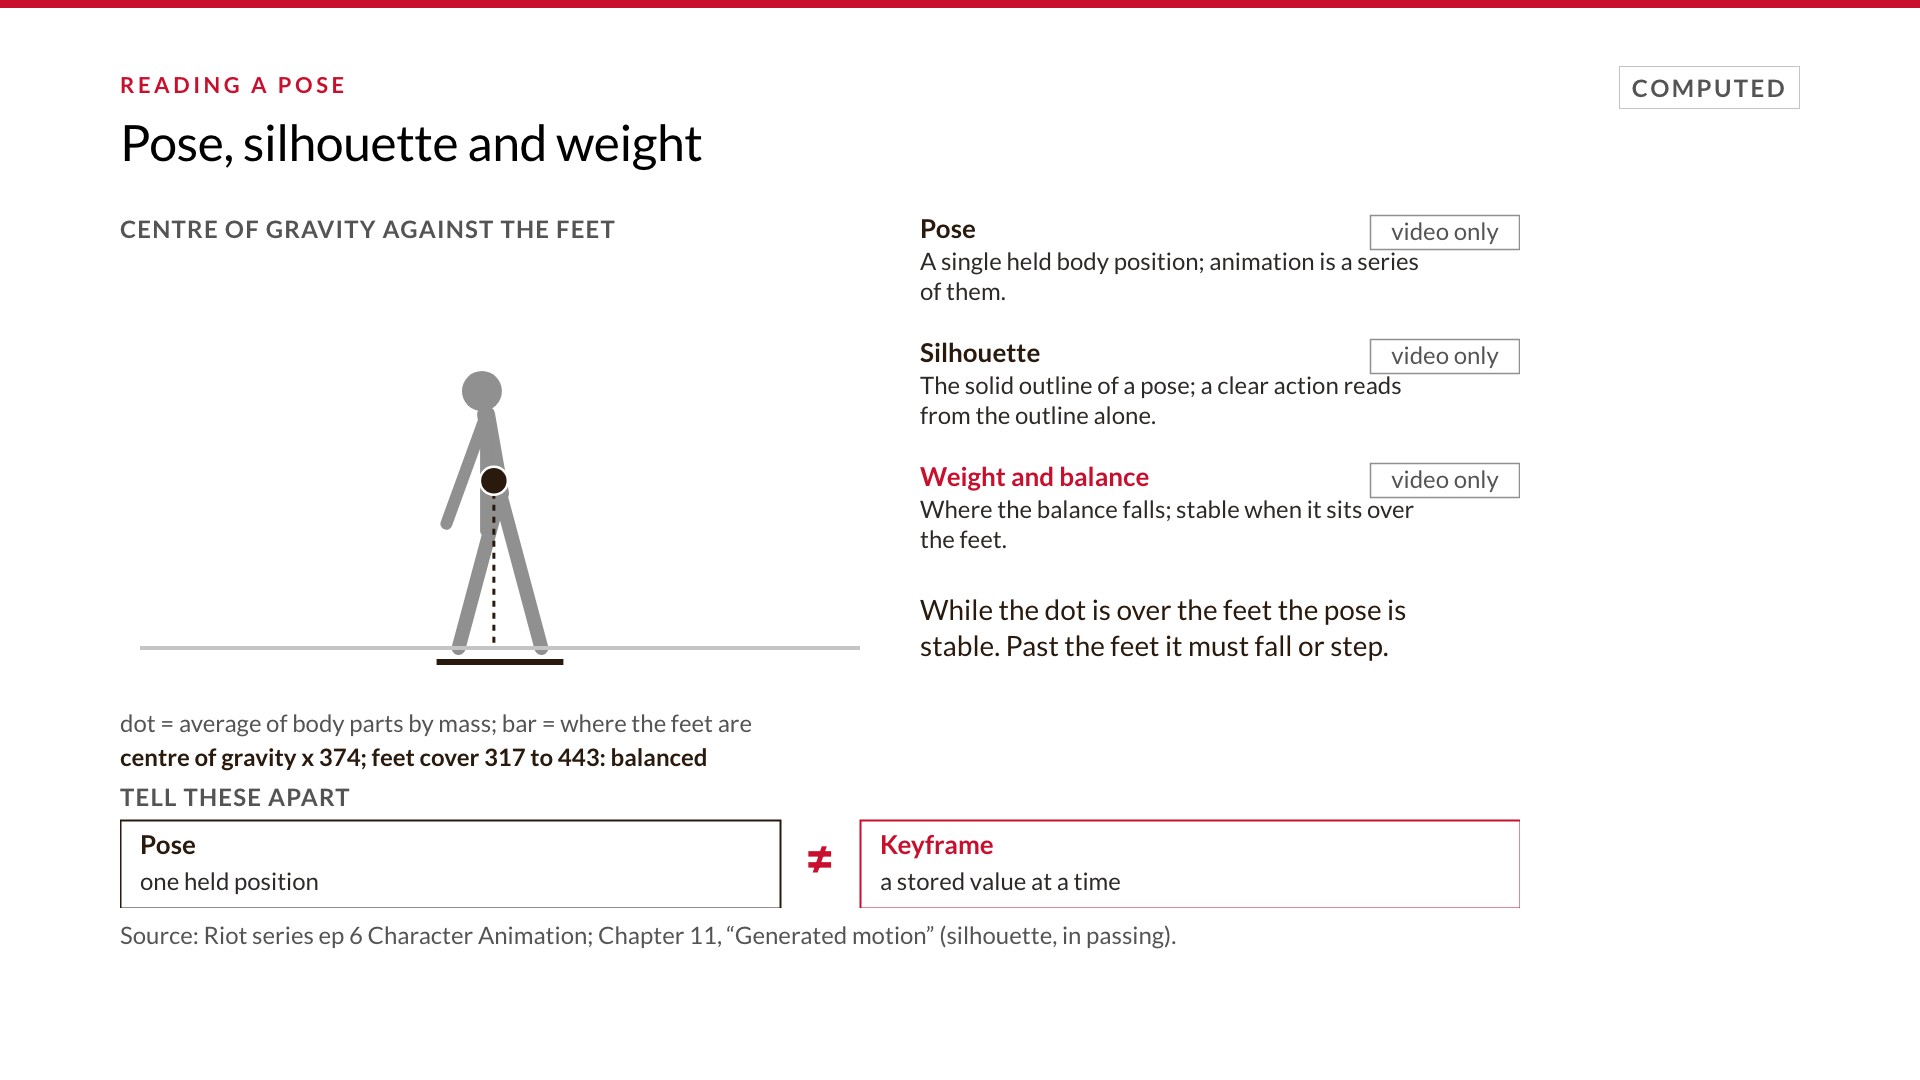 READING A POSE
COMPUTED
Pose, silhouette and weight
CENTRE OF GRAVITY AGAINST THE FEET
dot = average of body parts by mass; bar = where the feet are
centre of gravity x 374; feet cover 317 to 443: balanced
Pose
video only
A single held body position; animation is a series
of them.
Silhouette
video only
The solid outline of a pose; a clear action reads
from the outline alone.
Weight and balance
video only
Where the balance falls; stable when it sits over
the feet.
While the dot is over the feet the pose is
stable. Past the feet it must fall or step.
TELL THESE APART
Pose
one held position
≠
Keyframe
a stored value at a time
Source: Riot series ep 6 Character Animation; Chapter 11, “Generated motion” (silhouette, in passing).